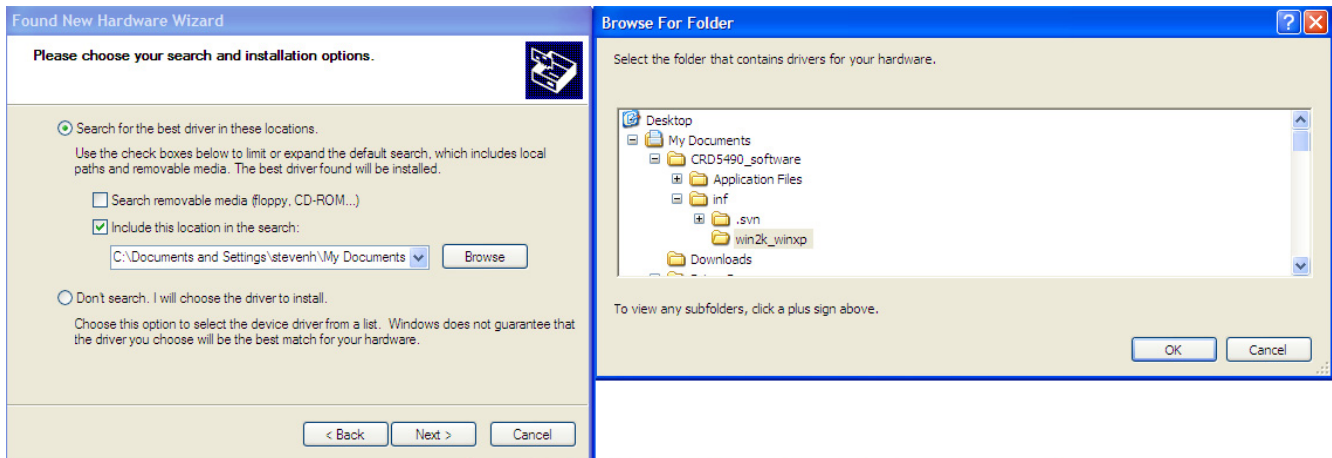 Found New Hardware Wizard
Please choose your search and installation options.
Search for the best driver in these locations.
Use the check boxes below to limit or expand the default search, which includes local
paths and removable media. The best driver found will be installed.
Search removable media (floppy, CD-ROM...)
Include this location in the search:
C:\Documents and Settings\stevenh\My Documents
Browse
Don't search. I will choose the driver to install.
Choose this option to select the device driver from a list. Windows does not guarantee that
the driver you choose will be the best match for your hardware.
< Back
Next >
Cancel
Browse For Folder
Select the folder that contains drivers for your hardware.
Desktop
My Documents
CRD5490_software
Application Files
inf
.svn
win2k_winxp
Downloads
To view any subfolders, click a plus sign above.
OK
Cancel